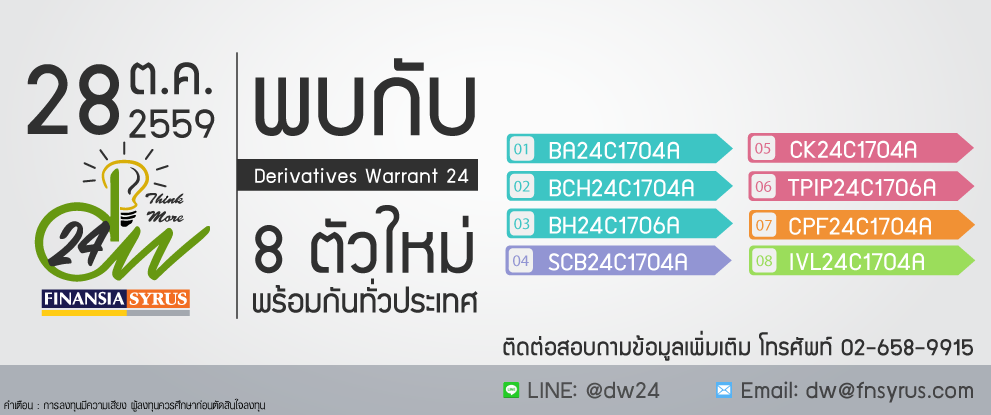 28 ต.ค. 2559
Think More
24 dw
FINANSIA SYRUS
พบกับ
Derivatives Warrant 24
8 ตัวใหม่
พร้อมกันทั่วประเทศ
01 BA24C1704A
02 BCH24C1704A
03 BH24C1706A
04 SCB24C1704A
05 CK24C1704A
06 TPIP24C1706A
07 CPF24C1704A
08 IVL24C1704A
ติดต่อสอบถามข้อมูลเพิ่มเติม โทรศัพท์ 02-658-9915
LINE: @dw24
Email: dw@fnsyrus.com
คำเตือน : การลงทุนมีความเสี่ยง ผู้ลงทุนควรศึกษาก่อนตัดสินใจลงทุน